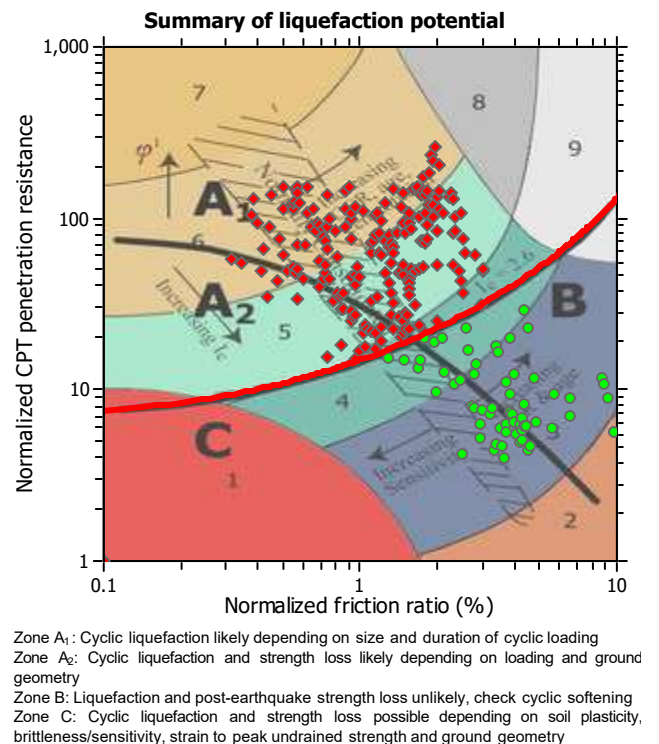 Summary of liquefaction potential
Normalized CPT penetration resistance
1,000
100
10
1
7
8
9
φ'
A₁
6
A₂
Increasing Ic
5
B
Ic = 2.6
4
C
1
Increasing
Sensitivity
3
2
0.1
1
10
Normalized friction ratio (%)
Zone A₁: Cyclic liquefaction likely depending on size and duration of cyclic loading
Zone A₂: Cyclic liquefaction and strength loss likely depending on loading and ground
geometry
Zone B: Liquefaction and post-earthquake strength loss unlikely, check cyclic softening
Zone C: Cyclic liquefaction and strength loss possible depending on soil plasticity,
brittleness/sensitivity, strain to peak undrained strength and ground geometry